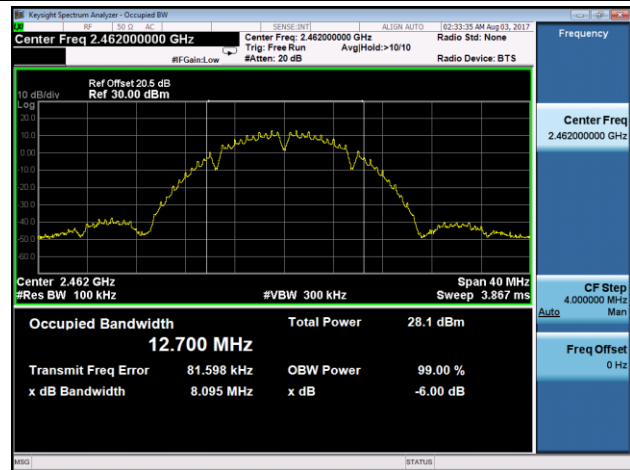 Keysight Spectrum Analyzer - Occupied BW
RF 50 Ω AC SENSE:INT ALIGN AUTO 02:33:35 AM Aug 03, 2017
Center Freq 2.462000000 GHz
Center Freq: 2.462000000 GHz
Radio Std: None
Trig: Free Run Avg|Hold:>10/10
#IFGain:Low
#Atten: 20 dB
Radio Device: BTS
Ref Offset 20.5 dB
10 dB/div Ref 30.00 dBm
Log
20.0
10.0
0.00
-10.0
-20.0
-30.0
-40.0
-50.0
-60.0
Center 2.462 GHz
Span 40 MHz
#Res BW 100 kHz
#VBW 300 kHz
Sweep 3.867 ms
Occupied Bandwidth
Total Power 28.1 dBm
12.700 MHz
Transmit Freq Error 81.598 kHz
OBW Power 99.00 %
x dB Bandwidth 8.095 MHz
x dB -6.00 dB
MSG
STATUS
Frequency
Center Freq
2.462000000 GHz
CF Step
4.000000 MHz
Auto Man
Freq Offset
0 Hz